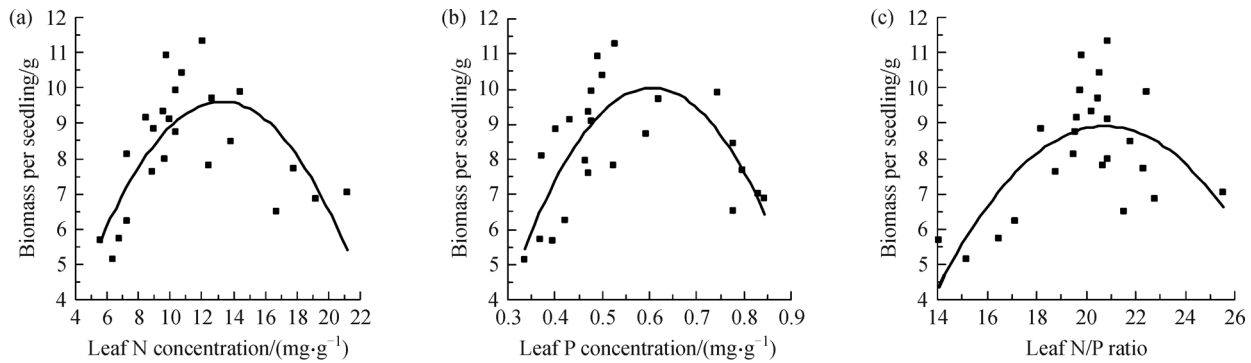 (a)
12
11
10
9
8
7
6
5
4
Biomass per seedling/g
4 6 8 10 12 14 16 18 20 22
Leaf N concentration/(mg·g⁻¹)
(b)
12
11
10
9
8
7
6
5
4
Biomass per seedling/g
0.3 0.4 0.5 0.6 0.7 0.8 0.9
Leaf P concentration/(mg·g⁻¹)
(c)
12
11
10
9
8
7
6
5
4
Biomass per seedling/g
14 16 18 20 22 24 26
Leaf N/P ratio